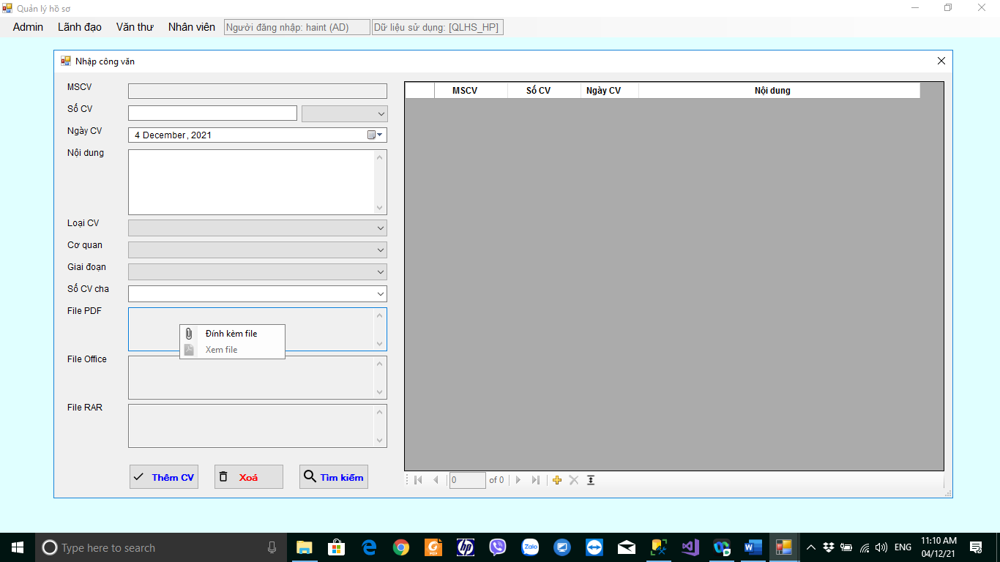 Quản lý hồ sơ
Admin Lãnh đạo Văn thư Nhân viên Người đăng nhập: haint (AD) Dữ liệu sử dụng: [QLHS_HP]
Nhập công văn
MSCV
Số CV
Ngày CV 4 December, 2021
Nội dung
Loại CV
Cơ quan
Giai đoạn
Số CV cha
File PDF
Đính kèm file
Xem file
File Office
File RAR
Thêm CV Xoá Tìm kiếm
MSCV Số CV Ngày CV Nội dung
0 of 0
Type here to search
GPDF
hp
Zalo
W
ENG
11:10 AM
04/12/21